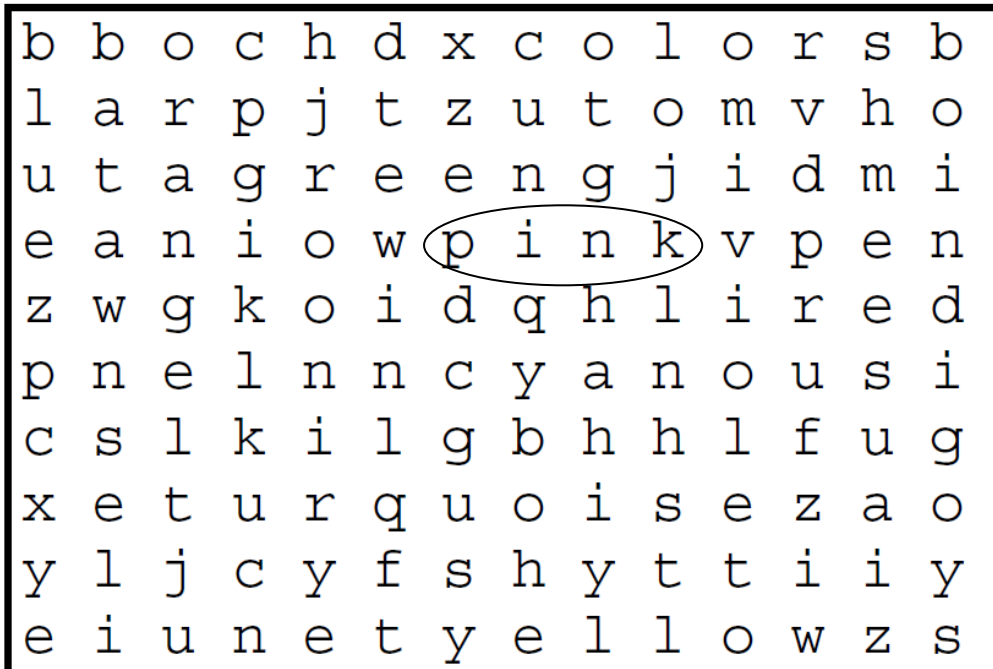 b b o c h d x c o l o r s b
l a r p j t z u t o m v h o
u t a g r e e n g j i d m i
e a n i o w p i n k v p e n
z w g k o i d q h l i r e d
p n e l n n c y a n o u s i
c s l k i l g b h h l f u g
x e t u r q u o i s e z a o
y l j c y f s h y t t i i y
e i u n e t y e l l o w z s